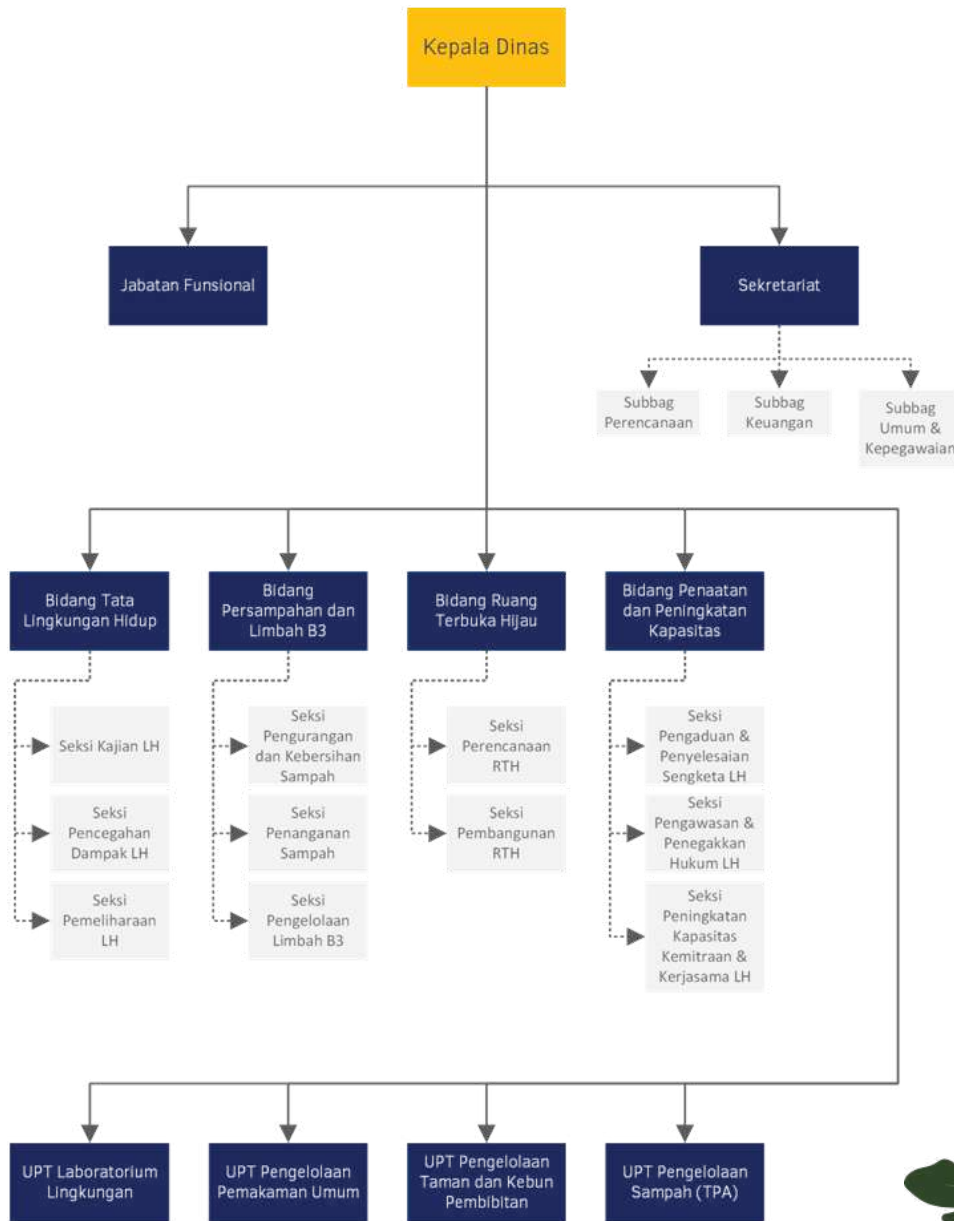 Kepala Dinas
Jabatan Funsional
Sekretariat
Subbag
Perencanaan
Subbag
Keuangan
Subbag
Umum &
Kepegawaian
Bidang Tata
Lingkungan Hidup
Bidang
Persampahan dan
Limbah B3
Bidang Ruang
Terbuka Hijau
Bidang Penaatan
dan Peningkatan
Kapasitas
Seksi Kajian LH
Seksi
Pencegahan
Dampak LH
Seksi
Pemeliharaan
LH
Seksi
Pengurangan
dan Kebersihan
Sampah
Seksi
Penanganan
Sampah
Seksi
Pengelolaan
Limbah B3
Seksi
Perencanaan
RTH
Seksi
Pembangunan
RTH
Seksi
Pengaduan &
Penyelesaian
Sengketa LH
Seksi
Pengawasan &
Penegakkan
Hukum LH
Seksi
Peningkatan
Kapasitas
Kemitraan &
Kerjasama LH
UPT Laboratorium
Lingkungan
UPT Pengelolaan
Pemakaman Umum
UPT Pengelolaan
Taman dan Kebun
Pembibitan
UPT Pengelolaan
Sampah (TPA)